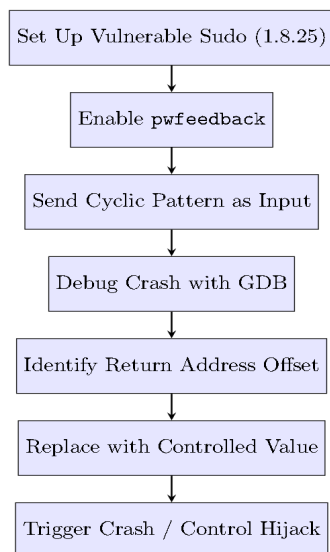 Set Up Vulnerable Sudo (1.8.25)
Enable pwfeedback
Send Cyclic Pattern as Input
Debug Crash with GDB
Identify Return Address Offset
Replace with Controlled Value
Trigger Crash / Control Hijack